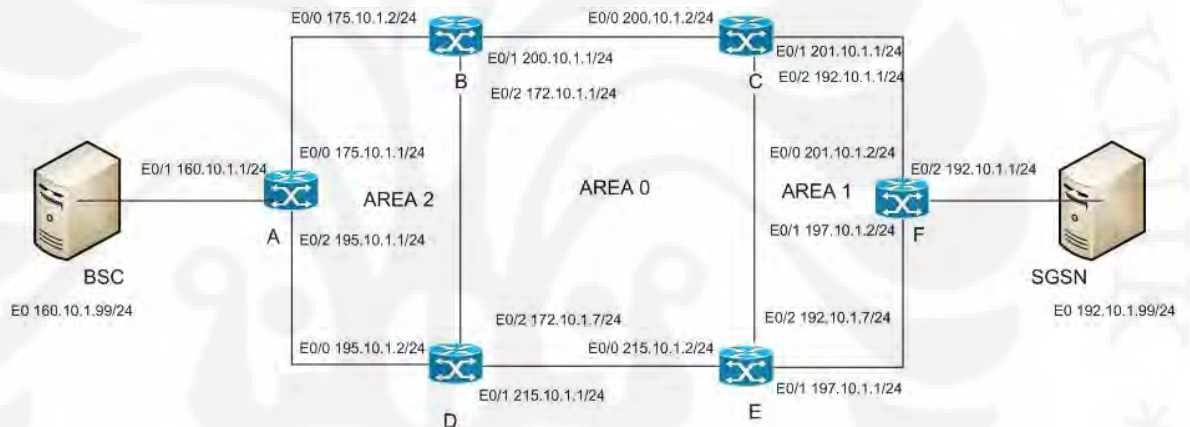 E0/0 175.10.1.2/24
E0/0 200.10.1.2/24
B
E0/1 200.10.1.1/24
E0/2 172.10.1.1/24
C
E0/1 201.10.1.1/24
E0/2 192.10.1.1/24
E0/1 160.10.1.1/24
E0/0 175.10.1.1/24
AREA 2
AREA 0
E0/0 201.10.1.2/24
AREA 1
E0/2 192.10.1.1/24
A
E0/2 195.10.1.1/24
E0/1 197.10.1.2/24
F
BSC
E0 160.10.1.99/24
SGSN
E0 192.10.1.99/24
E0/2 172.10.1.7/24
E0/2 192.10.1.7/24
E0/0 195.10.1.2/24
E0/0 215.10.1.2/24
E0/1 215.10.1.1/24
E0/1 197.10.1.1/24
D
E
EKNIK